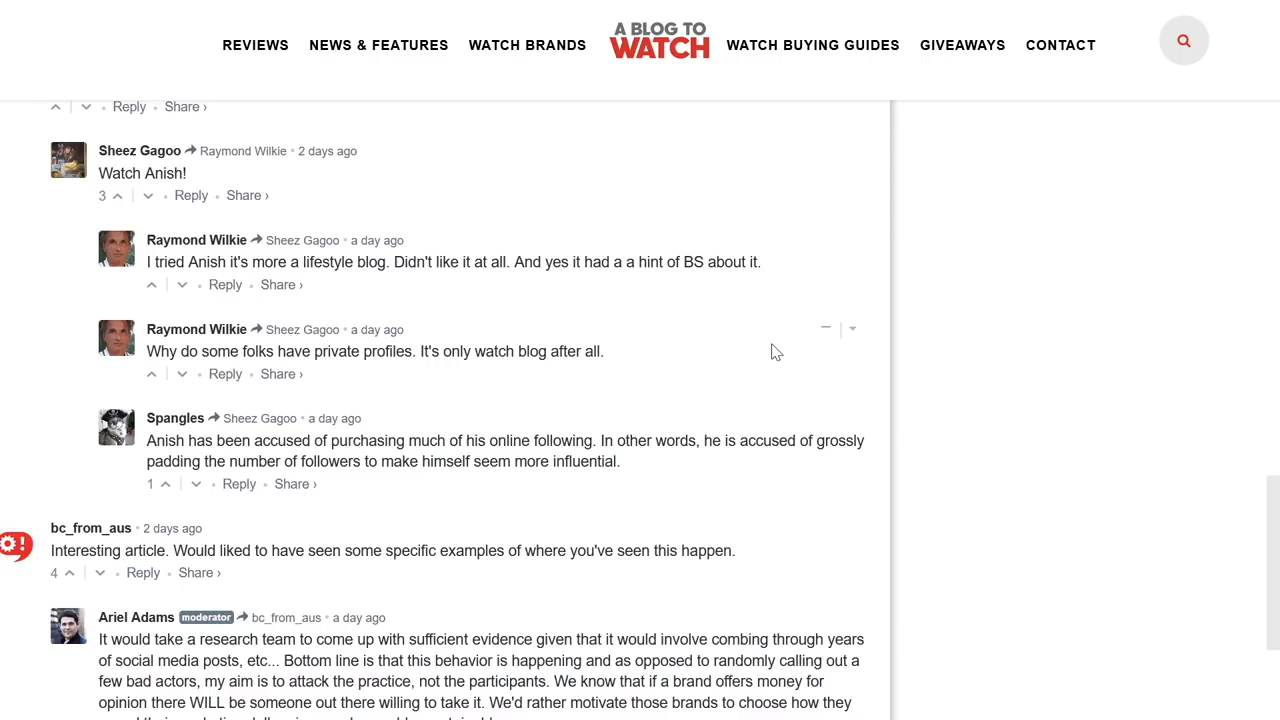 REVIEWS NEWS & FEATURES WATCH BRANDS A BLOG TO WATCH WATCH BUYING GUIDES GIVEAWAYS CONTACT
Reply Share ›
Sheez Gagoo Raymond Wilkie • 2 days ago
Watch Anish!
3 Reply Share ›
Raymond Wilkie Sheez Gagoo • a day ago
I tried Anish it's more a lifestyle blog. Didn't like it at all. And yes it had a a hint of BS about it.
Reply Share ›
Raymond Wilkie Sheez Gagoo • a day ago
Why do some folks have private profiles. It's only watch blog after all.
Reply Share ›
Spangles Sheez Gagoo • a day ago
Anish has been accused of purchasing much of his online following. In other words, he is accused of grossly
padding the number of followers to make himself seem more influential.
1 Reply Share ›
bc_from_aus • 2 days ago
Interesting article. Would liked to have seen some specific examples of where you've seen this happen.
4 Reply Share ›
Ariel Adams moderator bc_from_aus • a day ago
It would take a research team to come up with sufficient evidence given that it would involve combing through years
of social media posts, etc... Bottom line is that this behavior is happening and as opposed to randomly calling out a
few bad actors, my aim is to attack the practice, not the participants. We know that if a brand offers money for
opinion there WILL be someone out there willing to take it. We'd rather motivate those brands to choose how they